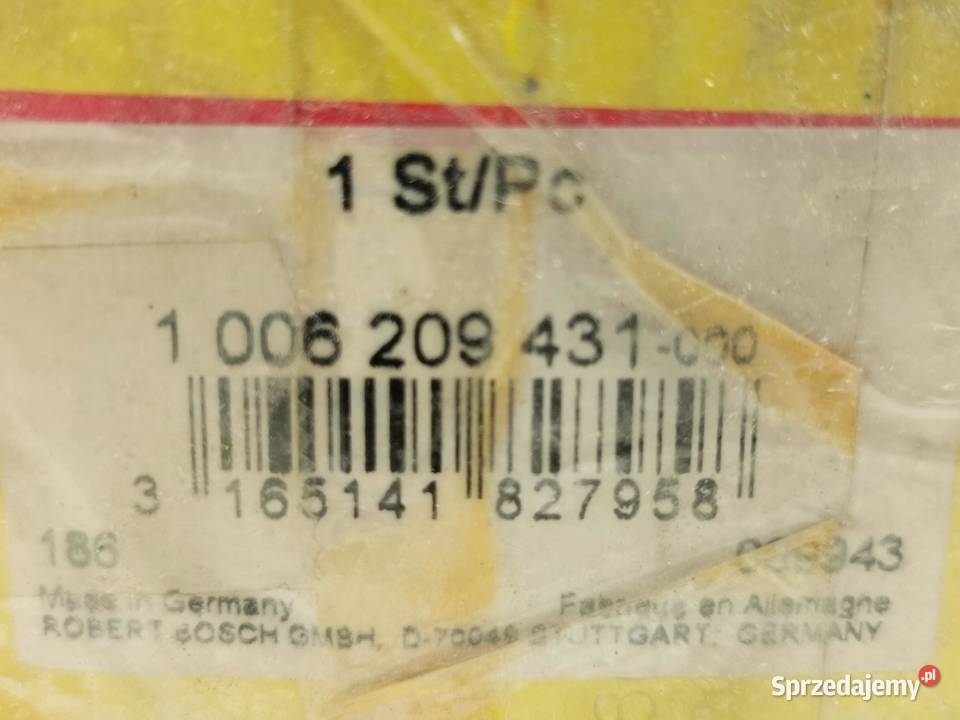 1 St/Pc
1 006 209 431-000
3 165141 827958
186
Made in Germany Fabriqué en Allemagne
ROBERT BOSCH GMBH, D-70049 STUTTGART, GERMANY
Sprzedajemy.pl